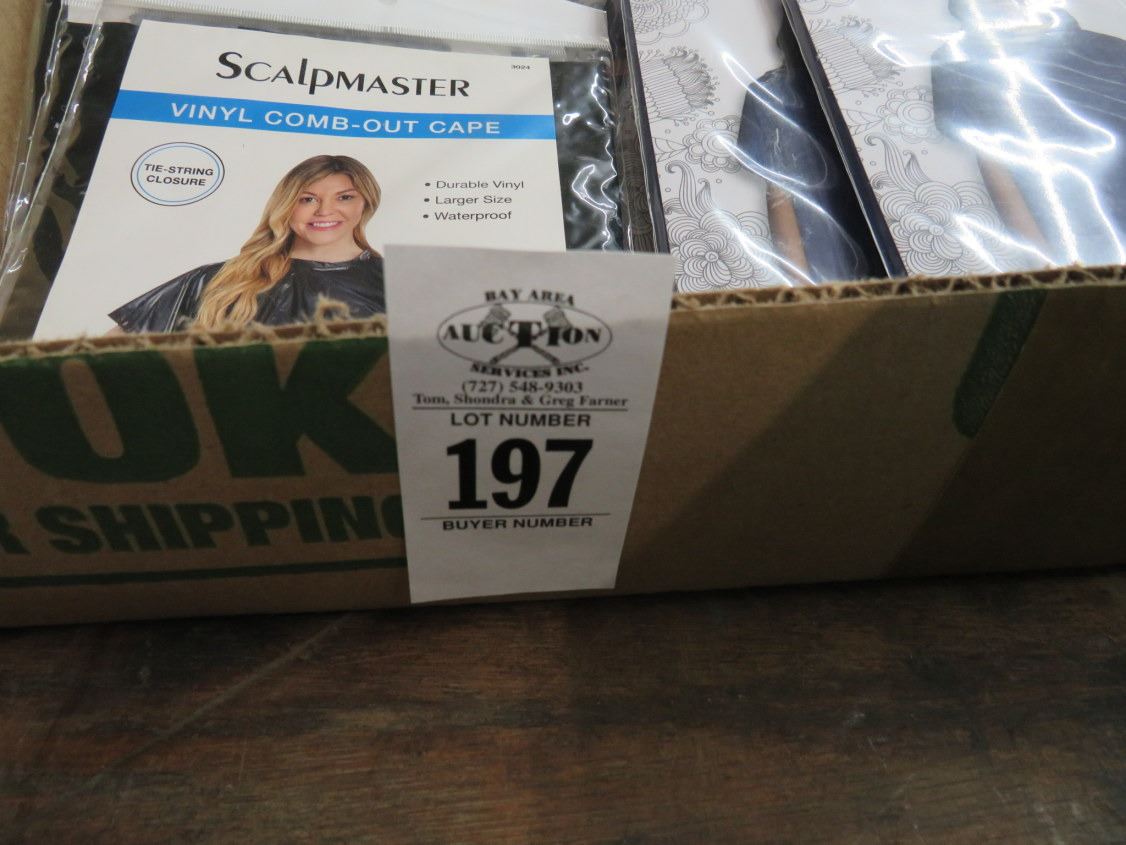 SCALPMASTER
3024
VINYL COMB-OUT CAPE
TIE-STRING
CLOSURE
• Durable Vinyl
• Larger Size
• Waterproof
BAY AREA
AUCTION
SERVICES INC.
(727) 548-9303
Tom, Shondra & Greg Farner
LOT NUMBER
197
BUYER NUMBER
UK
R SHIPPING